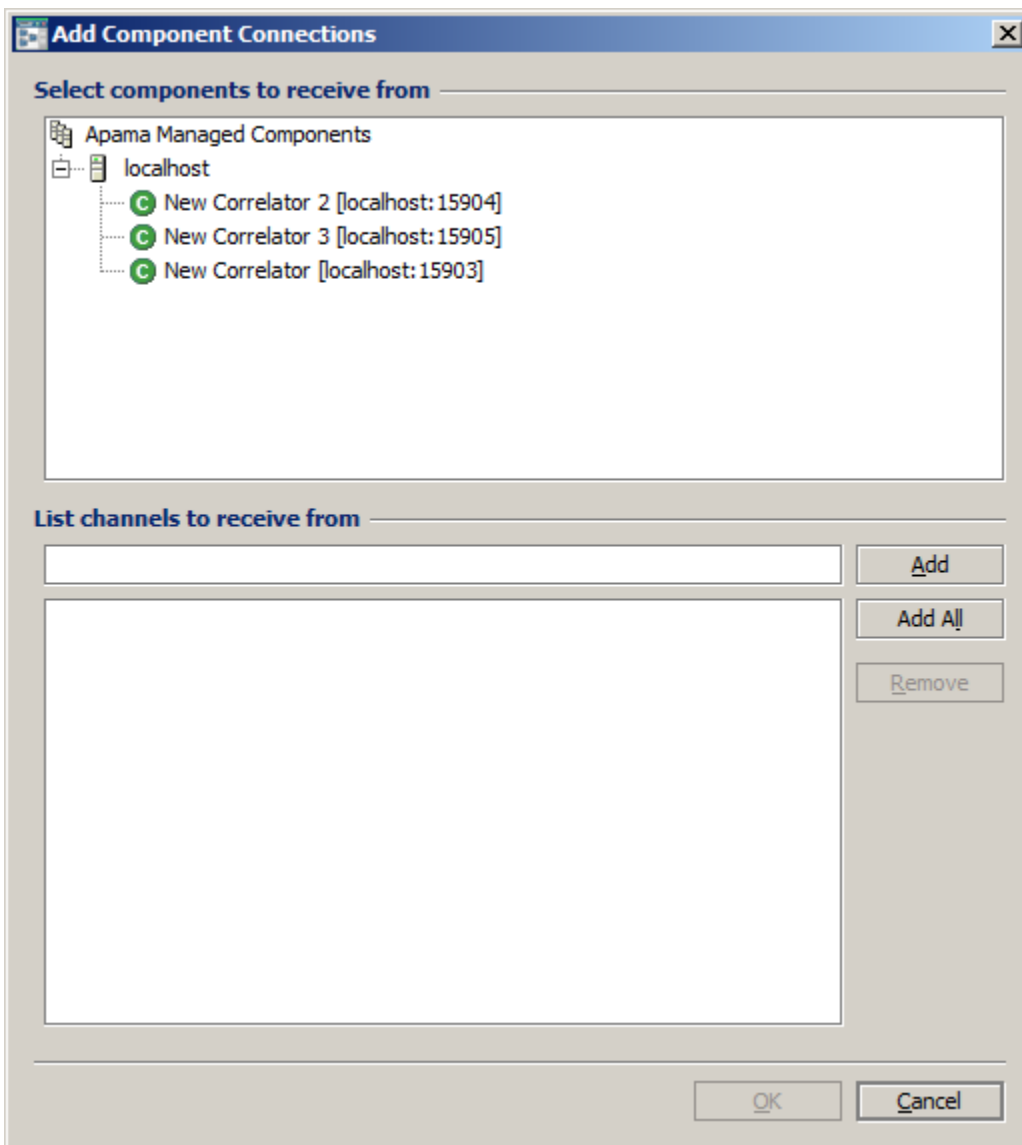 Add Component Connections
Select components to receive from
Apama Managed Components
localhost
C New Correlator 2 [localhost:15904]
C New Correlator 3 [localhost:15905]
C New Correlator [localhost:15903]
List channels to receive from
Add
Add All
Remove
OK Cancel